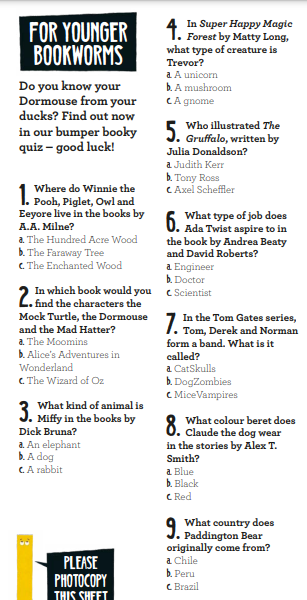 FOR YOUNGER
BOOKWORMS
Do you know your
Dormouse from your
ducks? Find out now
in our bumper booky
quiz – good luck!
1. Where do Winnie the
Pooh, Piglet, Owl and
Eeyore live in the books by
A.A. Milne?
a. The Hundred Acre Wood
b. The Faraway Tree
c. The Enchanted Wood
2. In which book would you
find the characters the
Mock Turtle, the Dormouse
and the Mad Hatter?
a. The Moomins
b. Alice's Adventures in
Wonderland
c. The Wizard of Oz
3. What kind of animal is
Miffy in the books by
Dick Bruna?
a. An elephant
b. A dog
c. A rabbit
PLEASE
PHOTOCOPY
THIS SHEET
4. In Super Happy Magic
Forest by Matty Long,
what type of creature is
Trevor?
a. A unicorn
b. A mushroom
c. A gnome
5. Who illustrated The
Gruffalo, written by
Julia Donaldson?
a. Judith Kerr
b. Tony Ross
c. Axel Scheffler
6. What type of job does
Ada Twist aspire to in
the book by Andrea Beaty
and David Roberts?
a. Engineer
b. Doctor
c. Scientist
7. In the Tom Gates series,
Tom, Derek and Norman
form a band. What is it
called?
a. CatSkulls
b. DogZombies
c. MiceVampires
8. What colour beret does
Claude the dog wear
in the stories by Alex T.
Smith?
a. Blue
b. Black
c. Red
9. What country does
Paddington Bear
originally come from?
a. Chile
b. Peru
c. Brazil